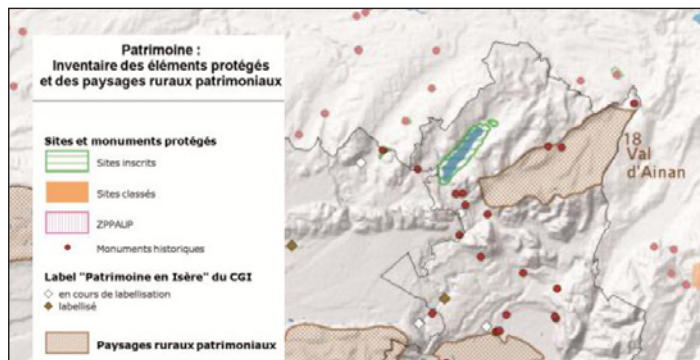 Patrimoine :
Inventaire des éléments protégés
et des paysages ruraux patrimoniaux
Sites et monuments protégés
Sites inscrits
Sites classés
ZPPAUP
Monuments historiques
Label "Patrimoine en Isère" du CGI
en cours de labellisation
labellisé
Paysages ruraux patrimoniaux
18
Val
d'Ainan